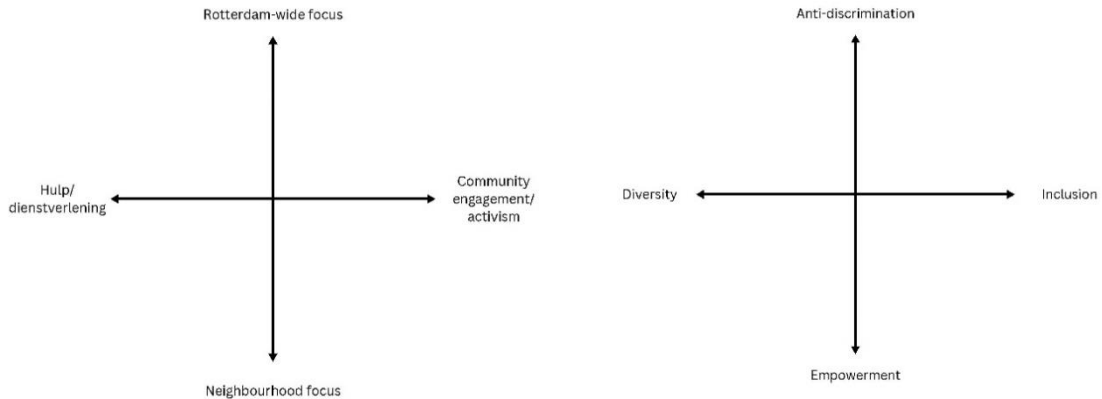 Rotterdam-wide focus
Hulp/
dienstverlening
Community
engagement/
activism
Neighbourhood focus
Anti-discrimination
Diversity
Inclusion
Empowerment